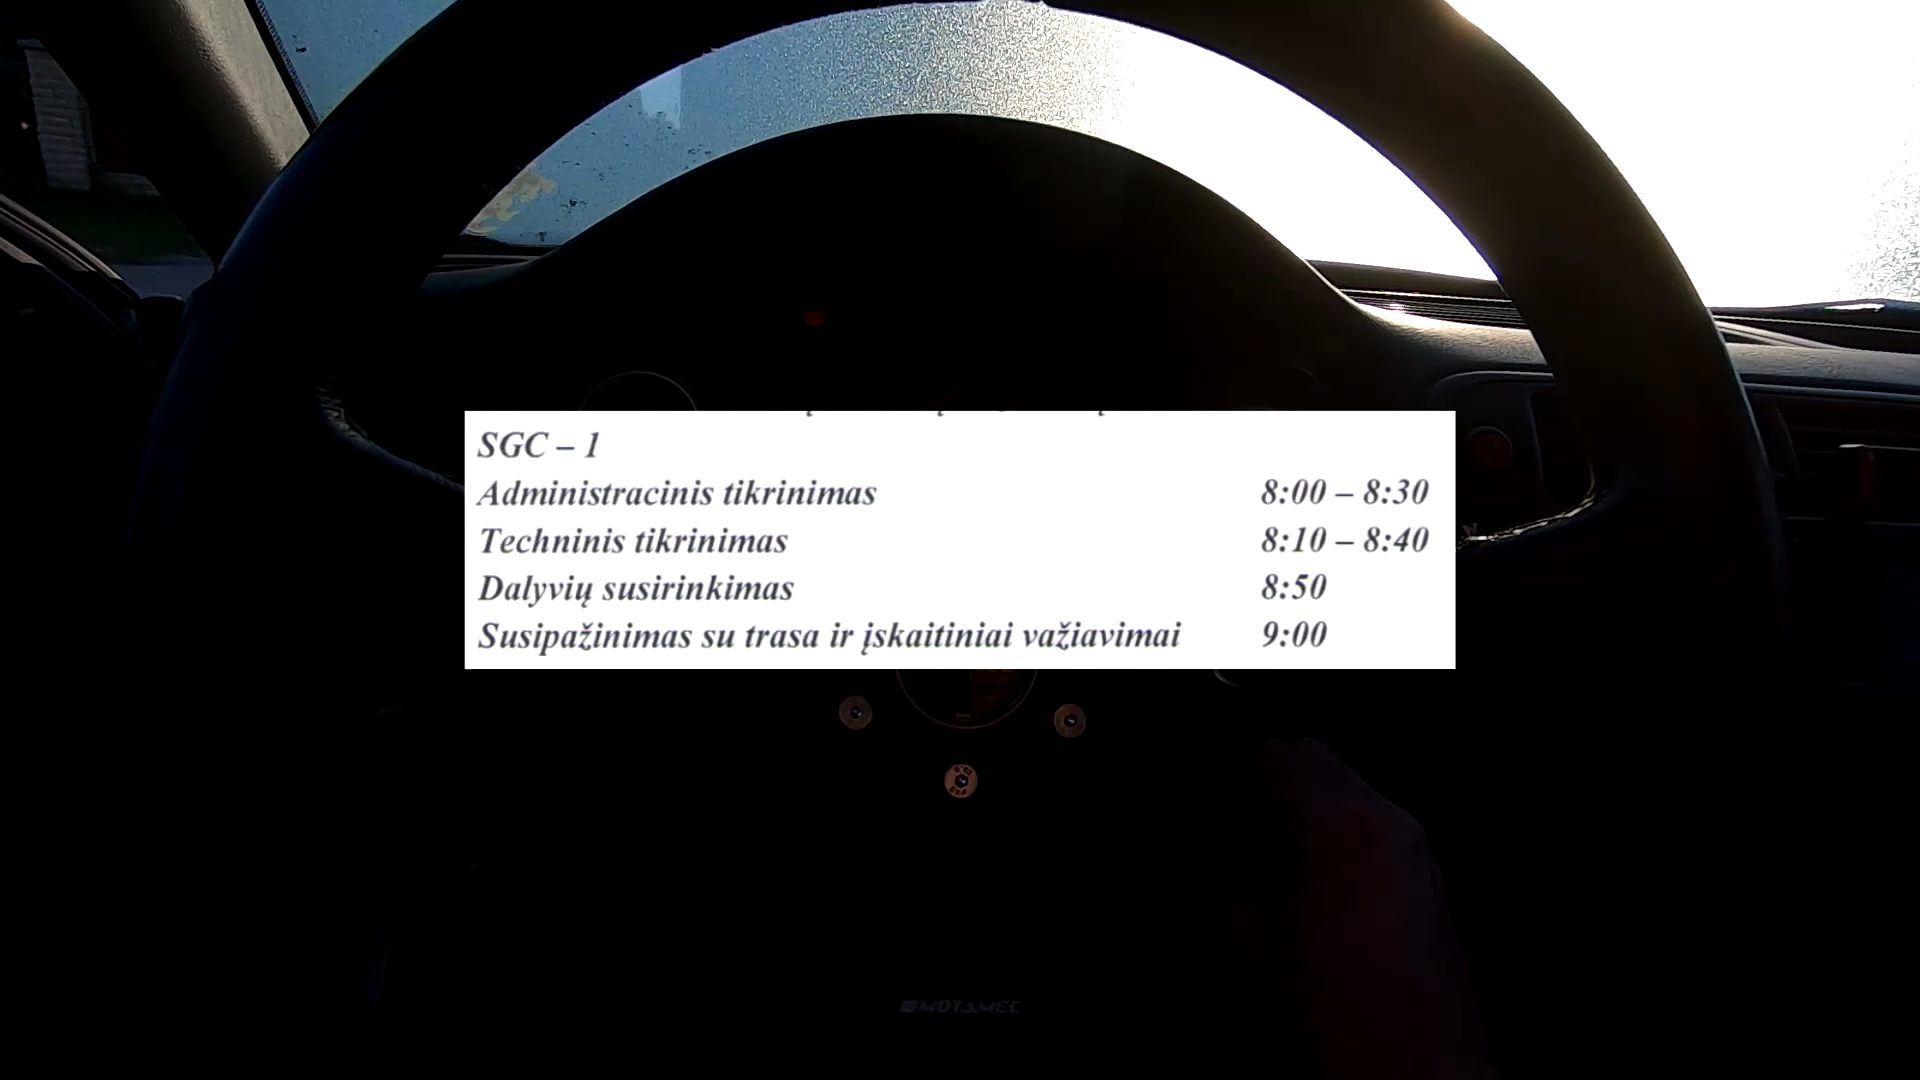 SGC – 1
Administracinis tikrinimas 8:00 – 8:30
Techninis tikrinimas 8:10 – 8:40
Dalyvių susirinkimas 8:50
Susipažinimas su trasa ir įskaitiniai važiavimai 9:00
MOTAMEC